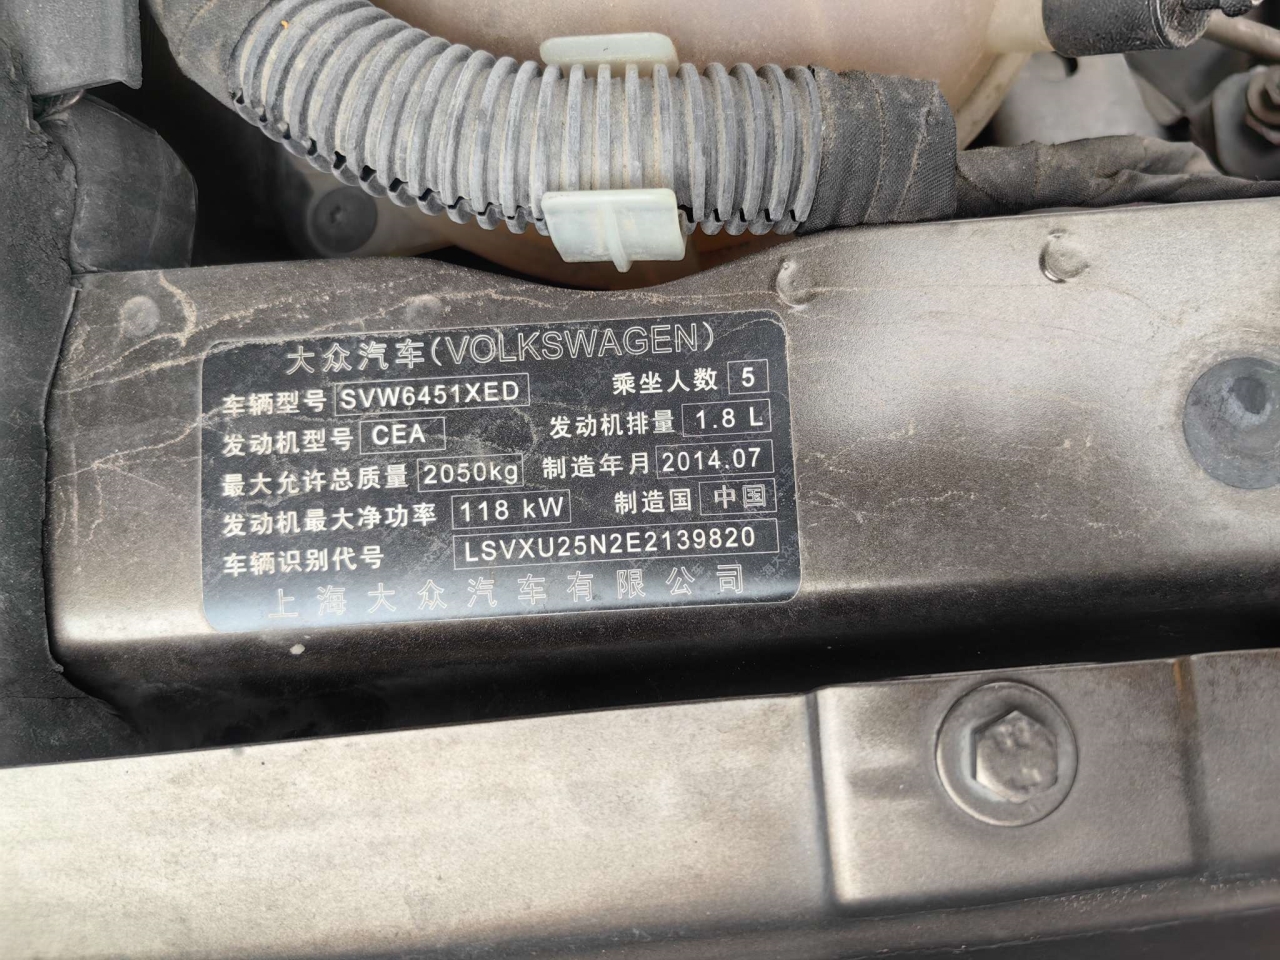 大众汽车(VOLKSWAGEN)
车辆型号 SVW6451XED 乘坐人数 5
发动机型号 CEA 发动机排量 1.8 L
最大允许总质量 2050kg 制造年月 2014.07
发动机最大净功率 118 kW 制造国 中国
车辆识别代号 LSVXU25N2E2139820
上海大众汽车有限公司